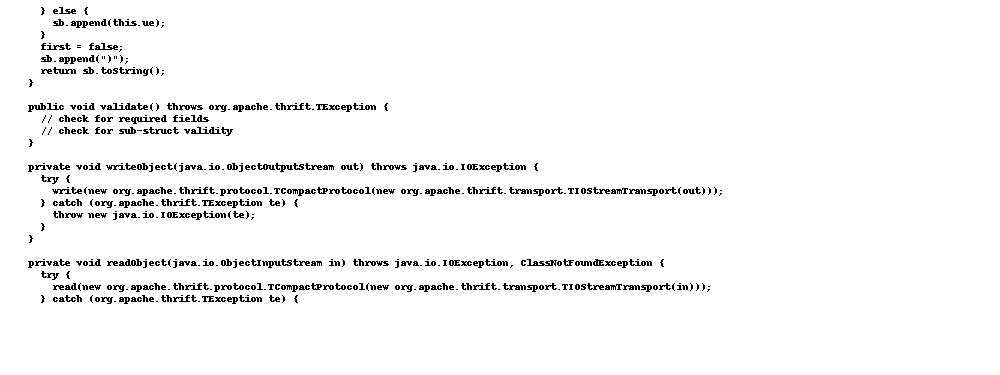 } else {
sb.append(this.ue);
}
first = false;
sb.append(")");
return sb.toString();
}
public void validate() throws org.apache.thrift.TException {
// check for required fields
// check for sub-struct validity
}
private void writeObject(java.io.ObjectOutputStream out) throws java.io.IOException {
try {
write(new org.apache.thrift.protocol.TCompactProtocol(new org.apache.thrift.transport.TIOStreamTransport(out)));
} catch (org.apache.thrift.TException te) {
throw new java.io.IOException(te);
}
}
private void readObject(java.io.ObjectInputStream in) throws java.io.IOException, ClassNotFoundException {
try {
read(new org.apache.thrift.protocol.TCompactProtocol(new org.apache.thrift.transport.TIOStreamTransport(in)));
} catch (org.apache.thrift.TException te) {